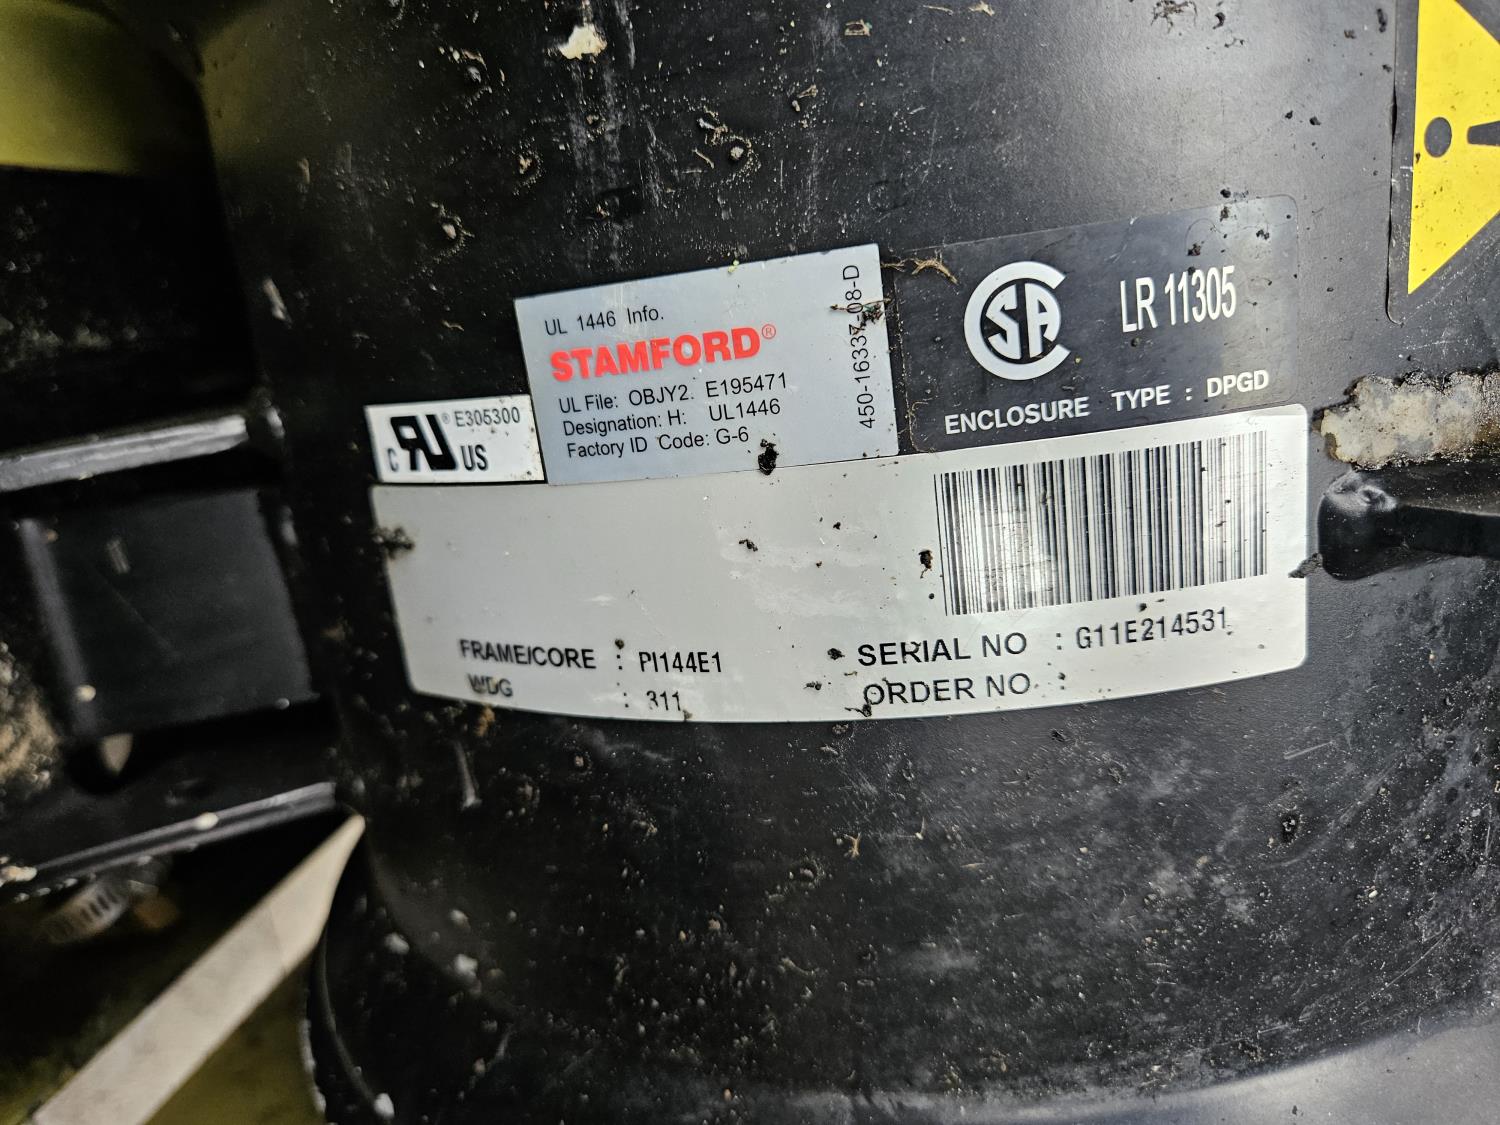 UL 1446 Info.
STAMFORD®
UL File: OBJY2. E195471
Designation: H: UL1446
Factory ID Code: G-6
450-16337-08-D
LR 11305
ENCLOSURE TYPE : DPGD
® E305300
C US
FRAME/CORE : PI144E1
WDG : 311
SERIAL NO : G11E214531
ORDER NO :